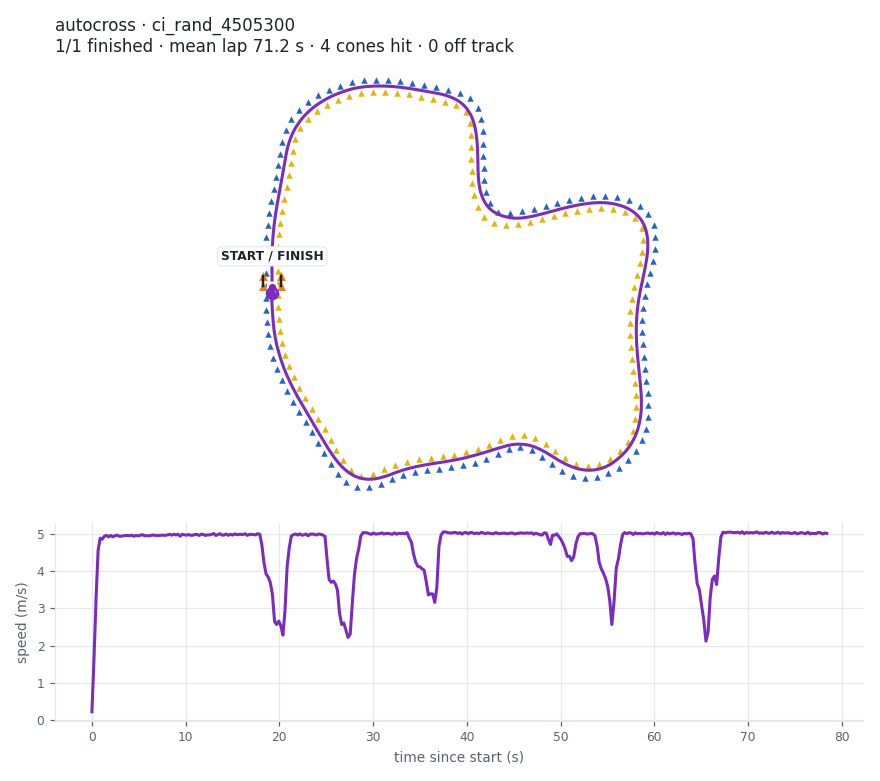 autocross · ci_rand_4505300
1/1 finished · mean lap 71.2 s · 4 cones hit · 0 off track
START / FINISH
5
4
3
2
1
0
speed (m/s)
0 10 20 30 40 50 60 70 80
time since start (s)